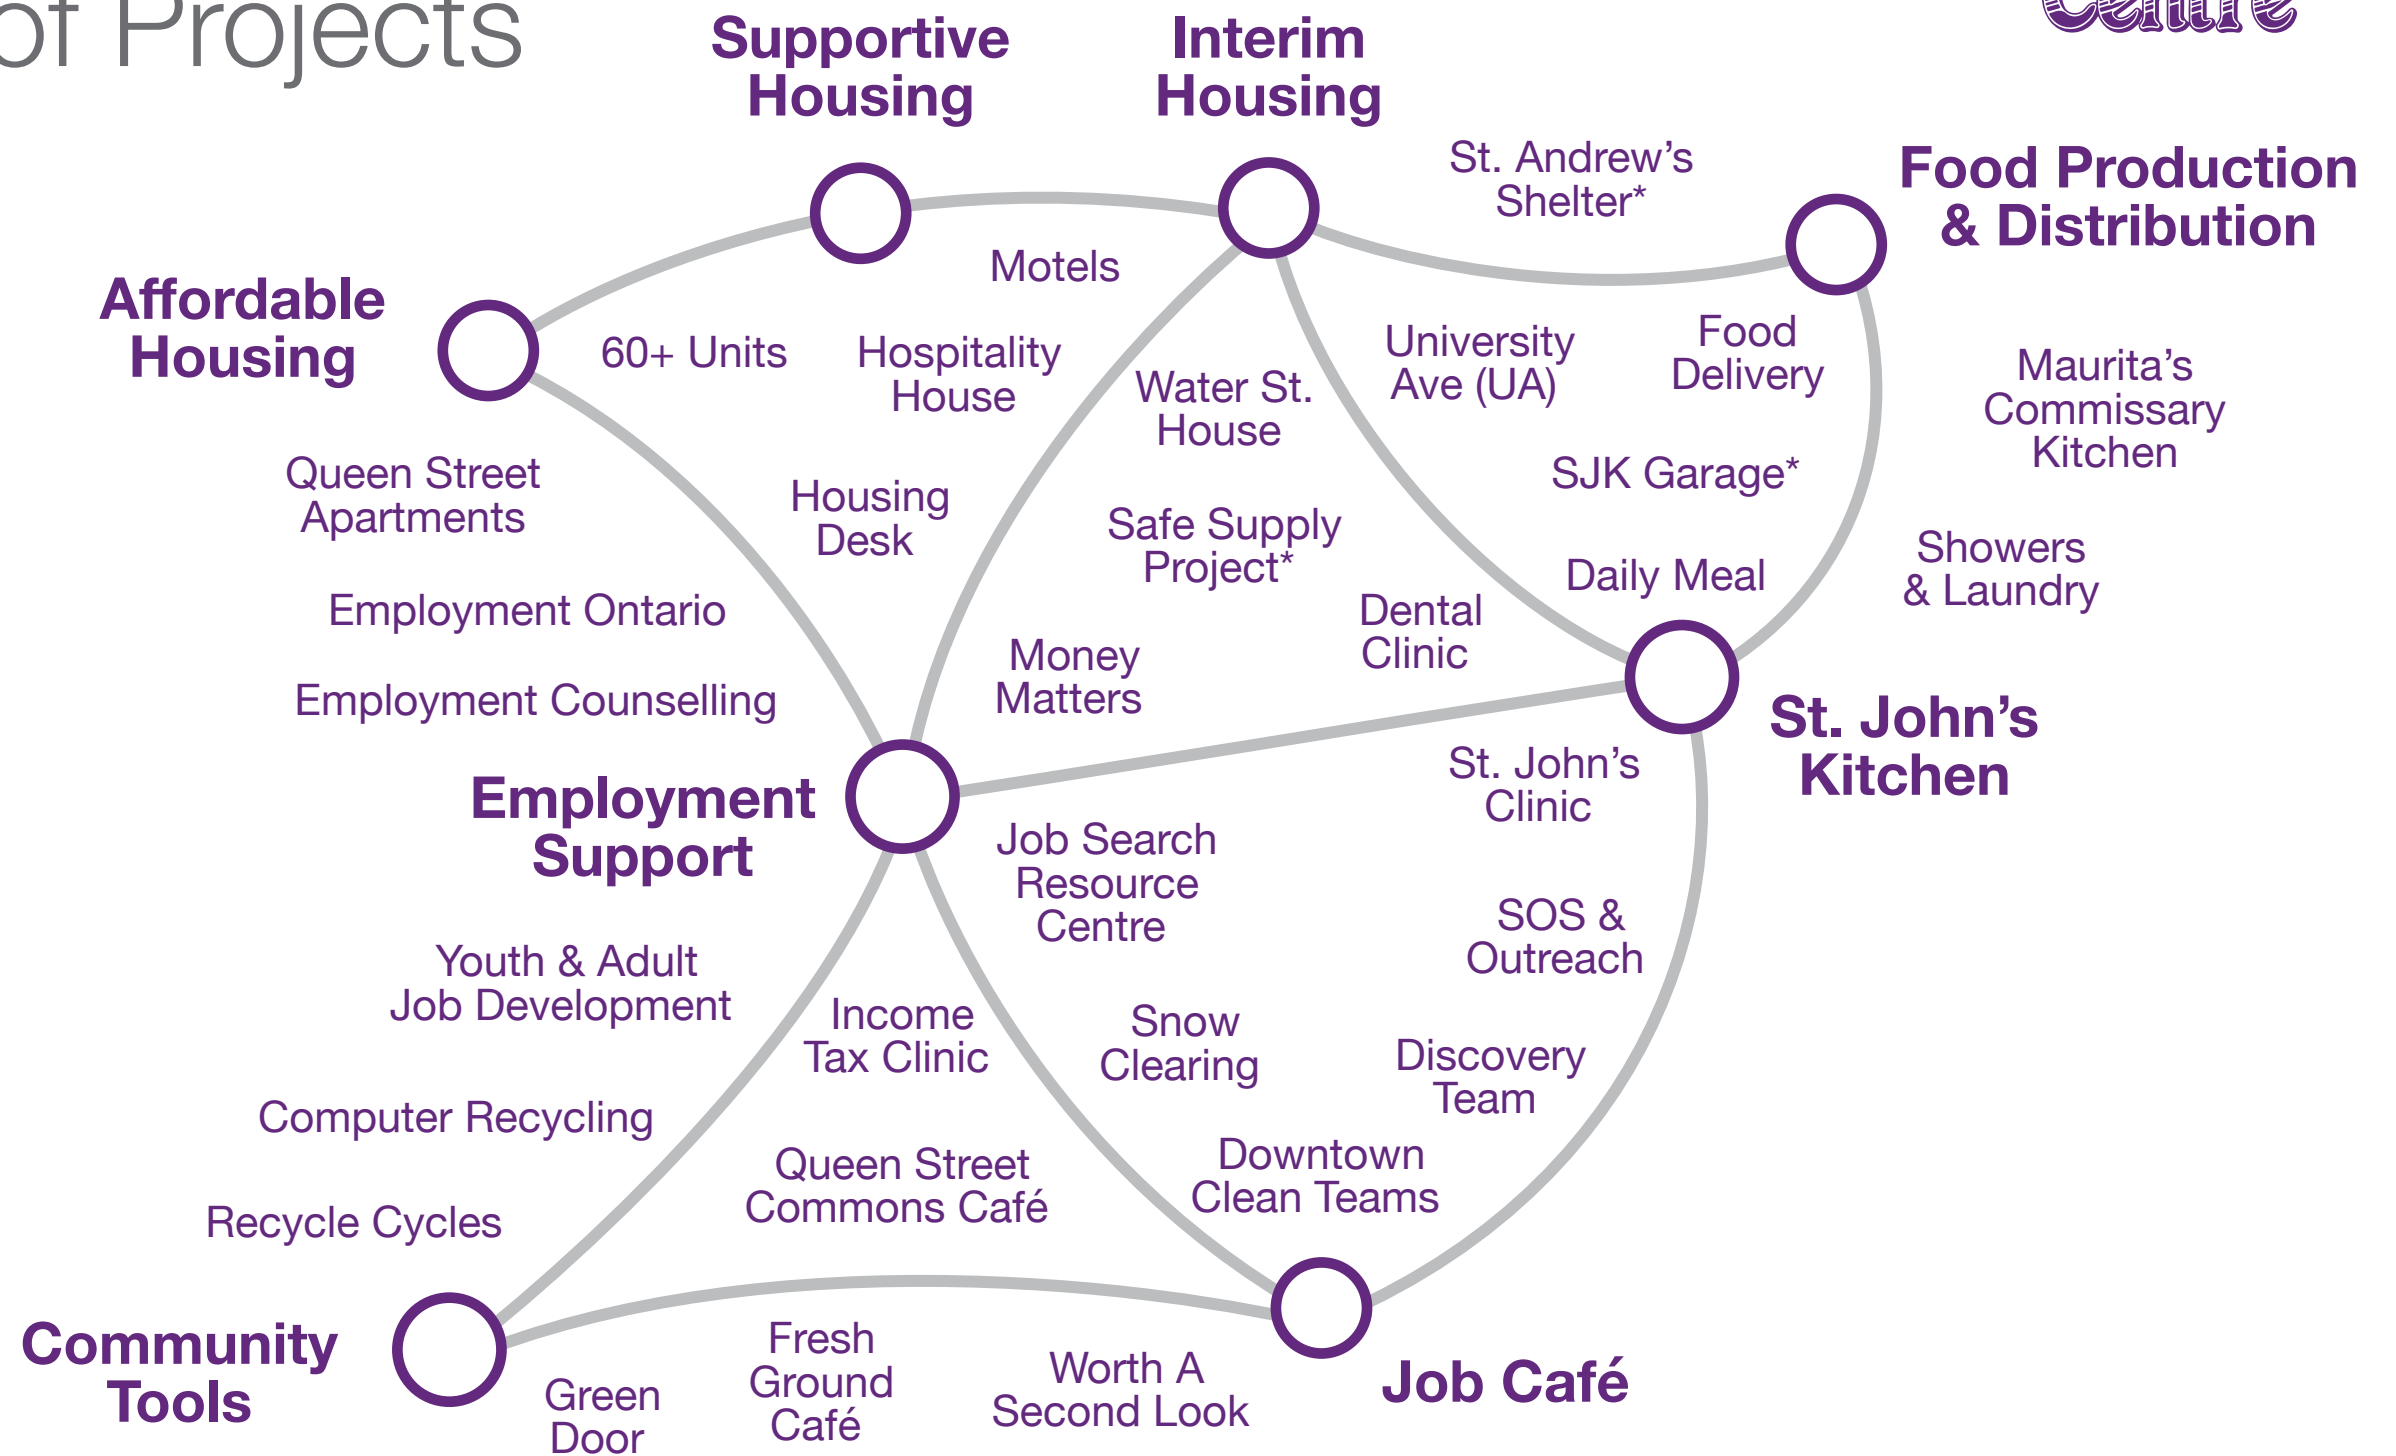 of Projects
Centre
Supportive
Housing
Interim
Housing
St. Andrew’s
Shelter*
Food Production
& Distribution
Affordable
Housing
Motels
60+ Units
Hospitality
House
Water St.
House
University
Ave (UA)
Food
Delivery
Maurita’s
Commissary
Kitchen
Queen Street
Apartments
Housing
Desk
Safe Supply
Project*
SJK Garage*
Daily Meal
Showers
& Laundry
Employment Ontario
Dental
Clinic
Employment Counselling
Money
Matters
St. John’s
Kitchen
Employment
Support
St. John’s
Clinic
Job Search
Resource
Centre
SOS &
Outreach
Youth & Adult
Job Development
Income
Tax Clinic
Snow
Clearing
Discovery
Team
Computer Recycling
Queen Street
Commons Café
Downtown
Clean Teams
Recycle Cycles
Community
Tools
Green
Door
Fresh
Ground
Café
Worth A
Second Look
Job Café